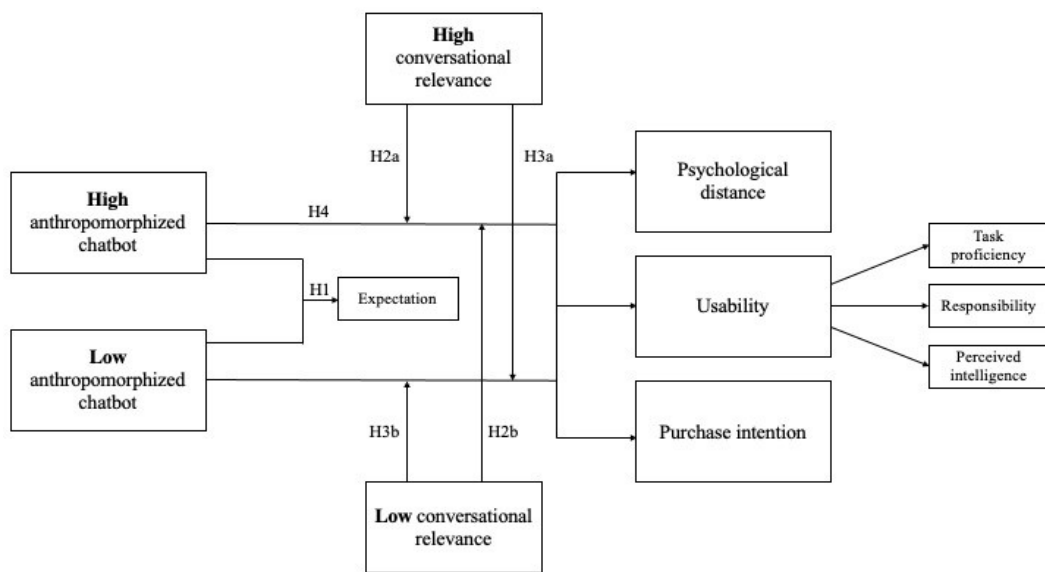 High
conversational
relevance
H2a
H3a
High
anthropomorphized
chatbot
H4
Psychological
distance
H1
Expectation
Usability
Task
proficiency
Responsibility
Perceived
intelligence
Low
anthropomorphized
chatbot
H3b
H2b
Purchase intention
Low conversational
relevance